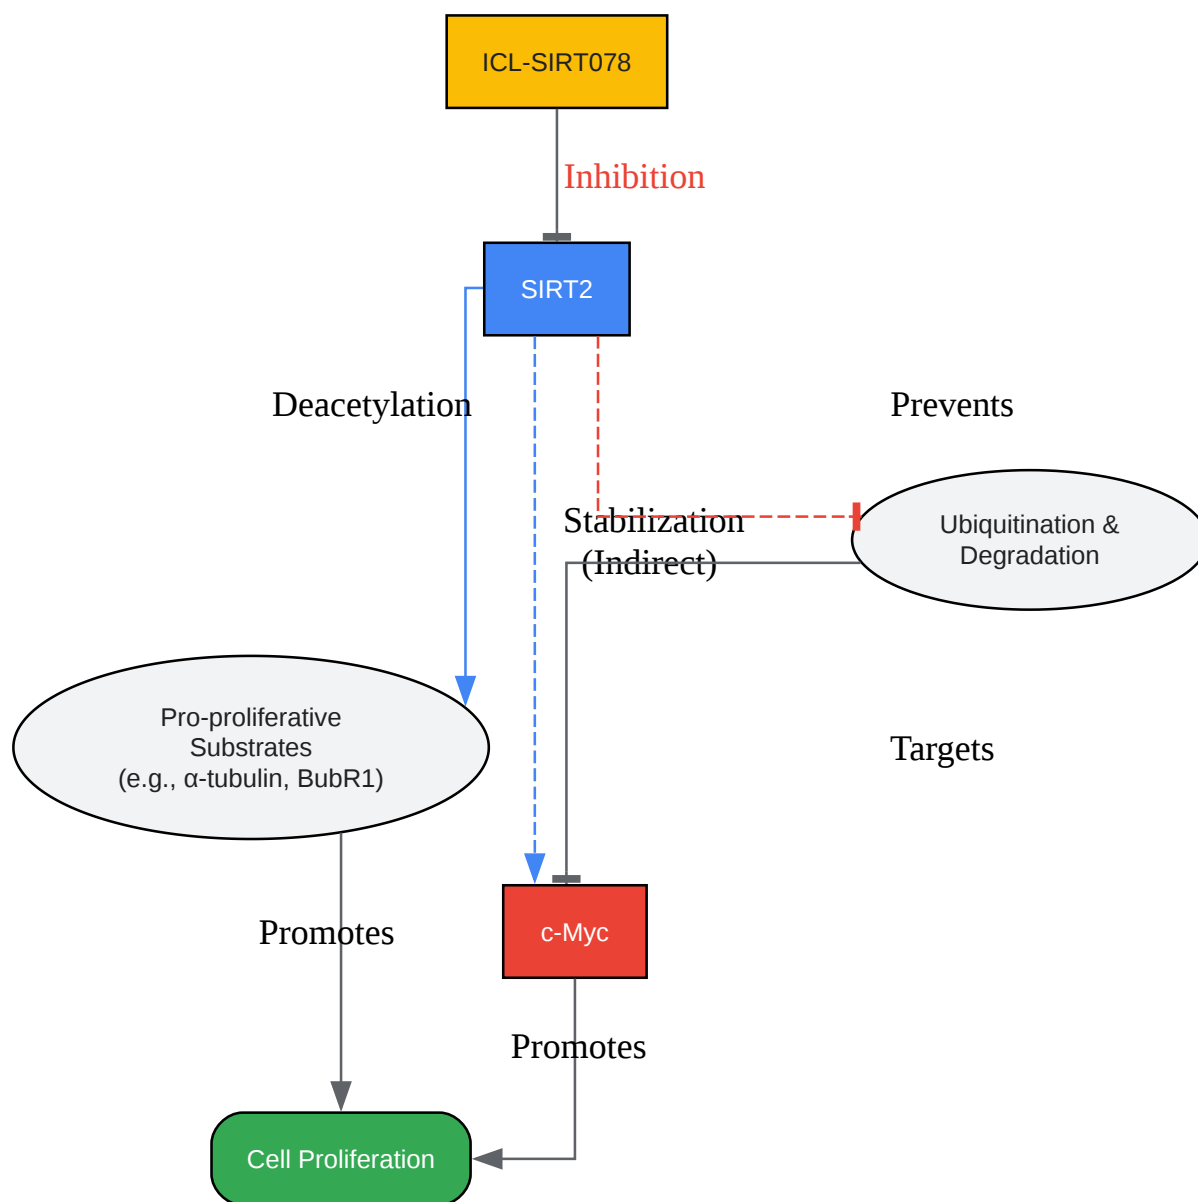 ICL-SIRT078
Inhibition
SIRT2
Deacetylation
Prevents
Stabilization
(Indirect)
Ubiquitination &
Degradation
Pro-proliferative
Substrates
(e.g., α-tubulin, BubR1)
Targets
Promotes
c-Myc
Promotes
Cell Proliferation